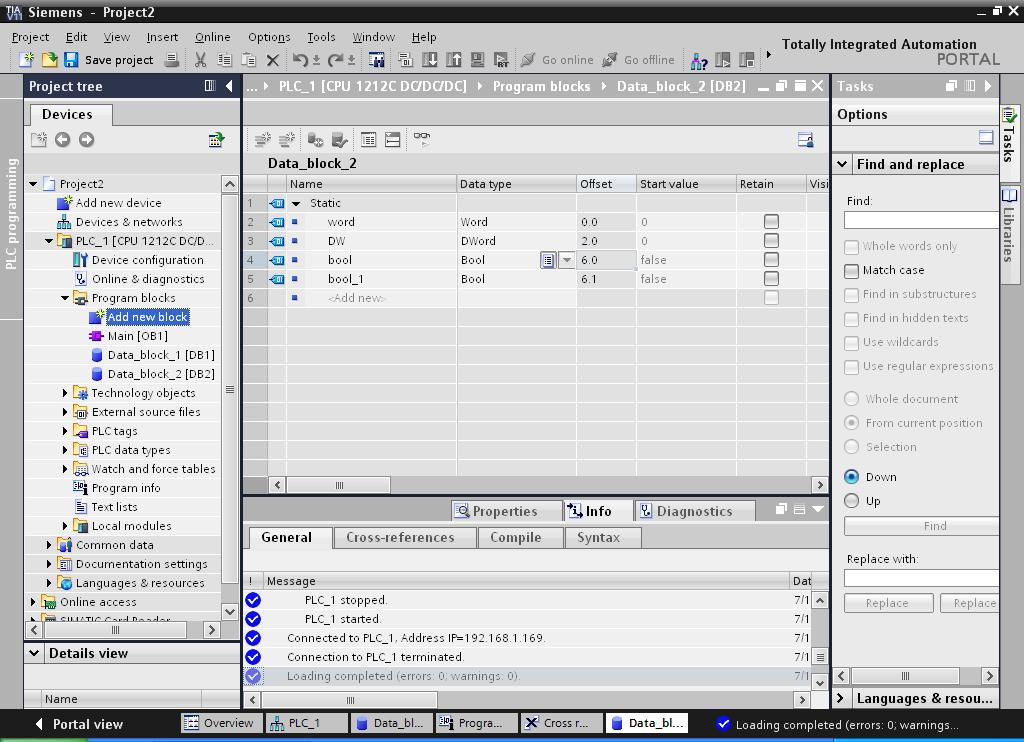 TIA V11 Siemens - Project2
Project Edit View Insert Online Options Tools Window Help
Save project Go online Go offline
Totally Integrated Automation
PORTAL
Project tree
Devices
PLC programming
Project2
Add new device
Devices & networks
PLC_1 [CPU 1212C DC/D...
Device configuration
Online & diagnostics
Program blocks
Add new block
Main [OB1]
Data_block_1 [DB1]
Data_block_2 [DB2]
Technology objects
External source files
PLC tags
PLC data types
Watch and force tables
Program info
Text lists
Local modules
Common data
Documentation settings
Languages & resources
Online access
SIMATIC Card Reader
Details view
Name
... PLC_1 [CPU 1212C DC/DC/DC] Program blocks Data_block_2 [DB2]
Data_block_2
Name Data type Offset Start value Retain Visi
1 Static
2 word Word 0.0 0
3 DW DWord 2.0 0
4 bool Bool 6.0 false
5 bool_1 Bool 6.1 false
6 <Add new>
Properties Info Diagnostics
General Cross-references Compile Syntax
! Message Dat
PLC_1 stopped. 7/1
PLC_1 started. 7/1
Connected to PLC_1, Address IP=192.168.1.169. 7/1
Connection to PLC_1 terminated. 7/1
Loading completed (errors: 0; warnings: 0). 7/1
Tasks
Options
Find and replace
Find:
Whole words only
Match case
Find in substructures
Find in hidden texts
Use wildcards
Use regular expressions
Whole document
From current position
Selection
Down
Up
Find
Replace with:
Replace Replace
Languages & resou...
Tasks
Libraries
Portal view Overview PLC_1 Data_bl... Progra... Cross r... Data_bl... Loading completed (errors: 0; warnings...